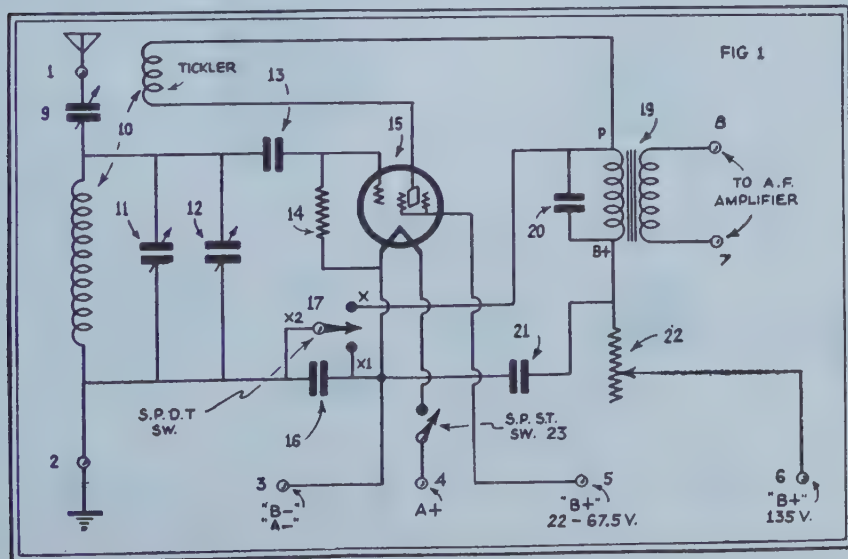 FIG 1
1
TICKLER
13
9
10
15
P
19
8
11
12
14
TO A.F.
AMPLIFIER
20
B+
7
X
17
X2
X1
21
22
S.P.D.T
SW.
16
S.P.S.T.
SW. 23
2
3
"B-"
"A-"
4
A+
5
"B+"
22-67.5 V.
6
"B+"
135 V.